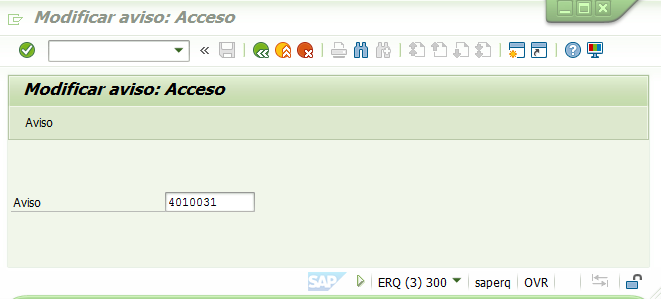 Modificar aviso: Acceso
Modificar aviso: Acceso
Aviso
Aviso 4010031
SAP ERQ (3) 300 saperq OVR